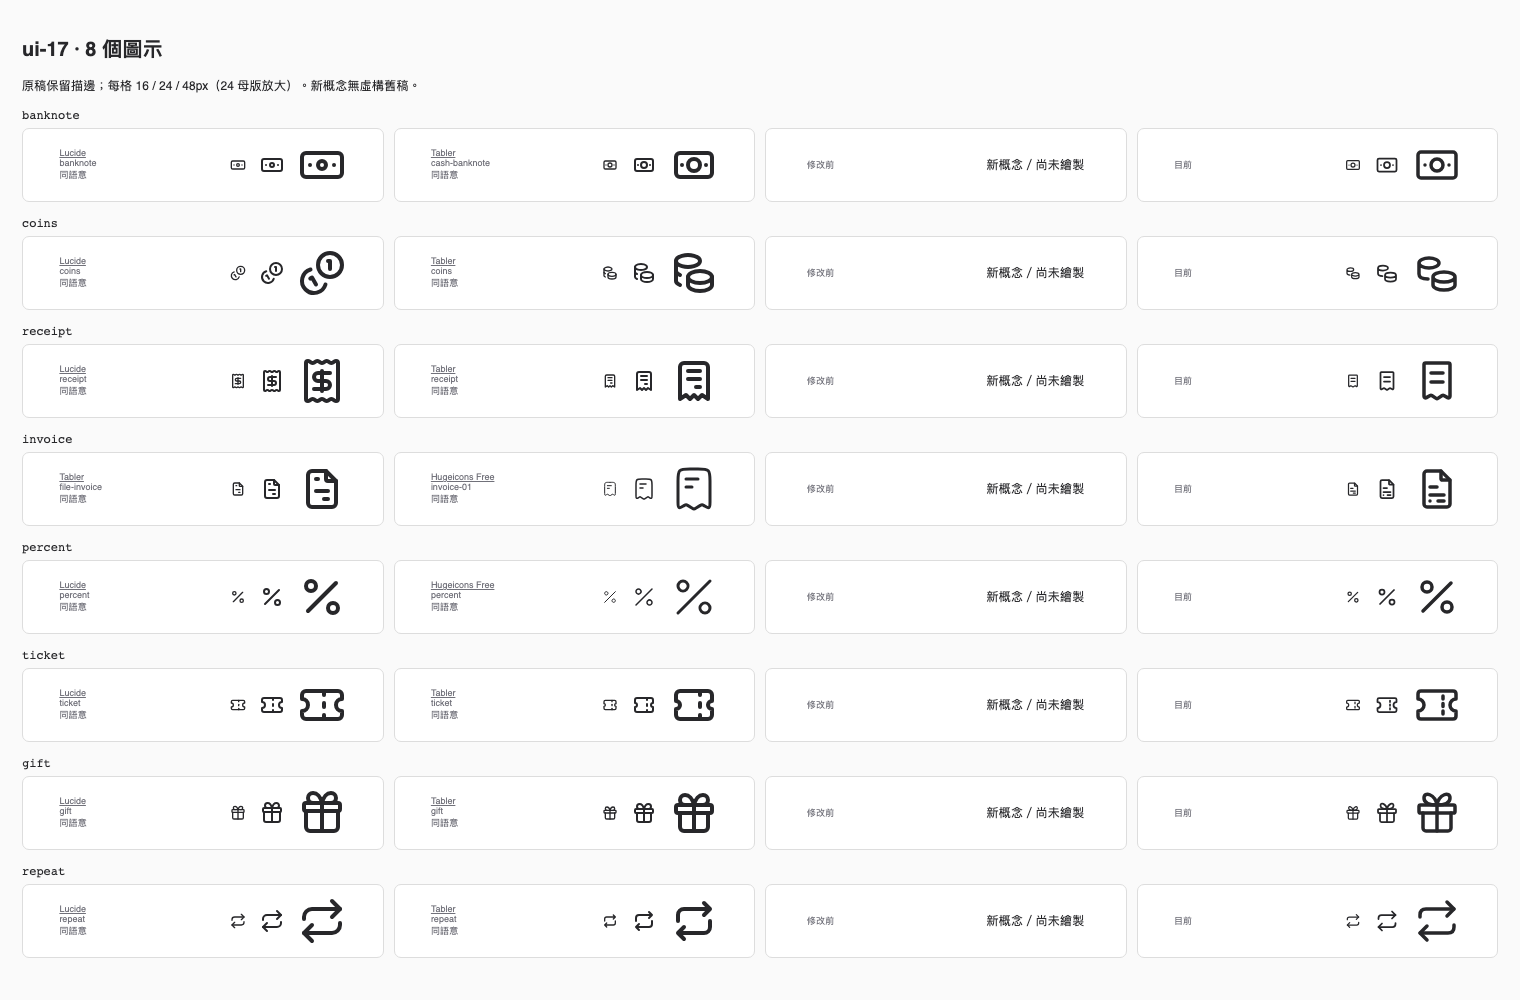 ui-17 · 8 個圖示
原稿保留描邊；每格 16 / 24 / 48px（24 母版放大）。新概念無虛構舊稿。
banknote
Lucide
banknote
同語意
Tabler
cash-banknote
同語意
修改前
新概念 / 尚未繪製
目前
coins
Lucide
coins
同語意
Tabler
coins
同語意
修改前
新概念 / 尚未繪製
目前
receipt
Lucide
receipt
同語意
Tabler
receipt
同語意
修改前
新概念 / 尚未繪製
目前
invoice
Tabler
file-invoice
同語意
Hugeicons Free
invoice-01
同語意
修改前
新概念 / 尚未繪製
目前
percent
Lucide
percent
同語意
Hugeicons Free
percent
同語意
修改前
新概念 / 尚未繪製
目前
ticket
Lucide
ticket
同語意
Tabler
ticket
同語意
修改前
新概念 / 尚未繪製
目前
gift
Lucide
gift
同語意
Tabler
gift
同語意
修改前
新概念 / 尚未繪製
目前
repeat
Lucide
repeat
同語意
Tabler
repeat
同語意
修改前
新概念 / 尚未繪製
目前